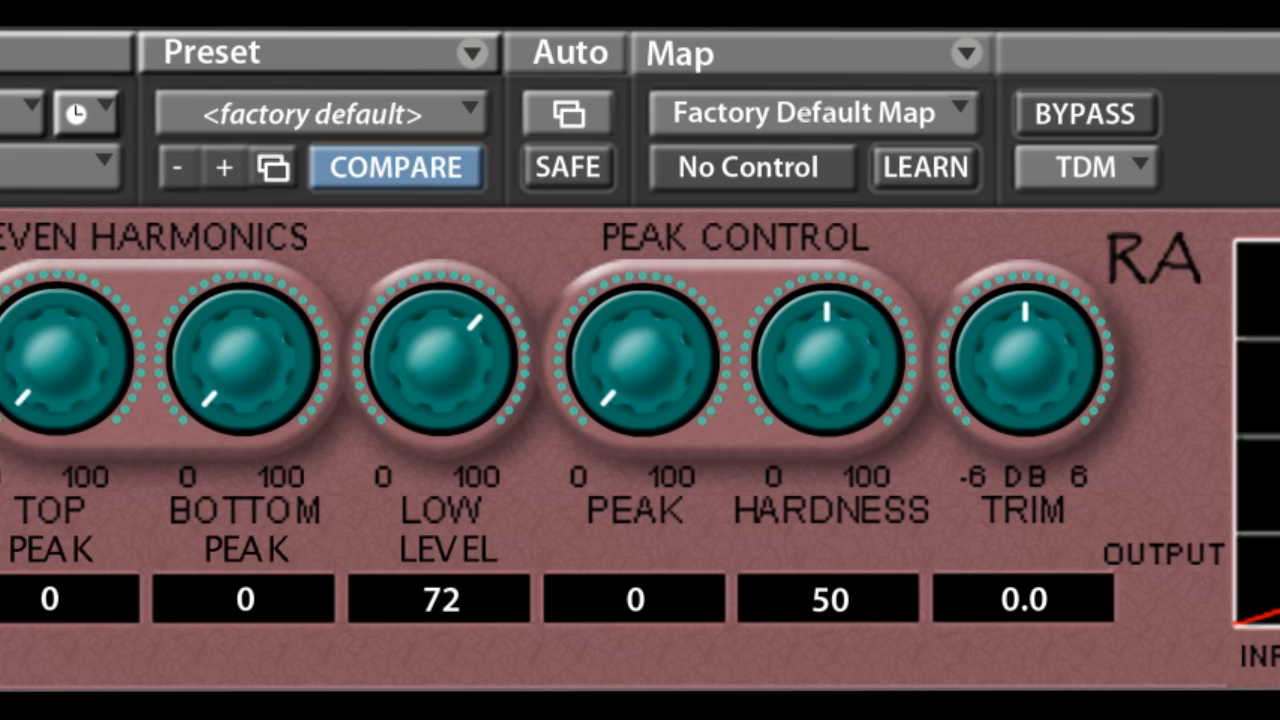 Preset Auto Map
<factory default> Factory Default Map BYPASS
- + COMPARE SAFE No Control LEARN TDM
EVEN HARMONICS PEAK CONTROL RA
100 0 100 0 100 0 100 0 100 -6 DB 6
TOP BOTTOM LOW PEAK HARDNESS TRIM
PEAK PEAK LEVEL OUTPUT
0 0 72 0 50 0.0